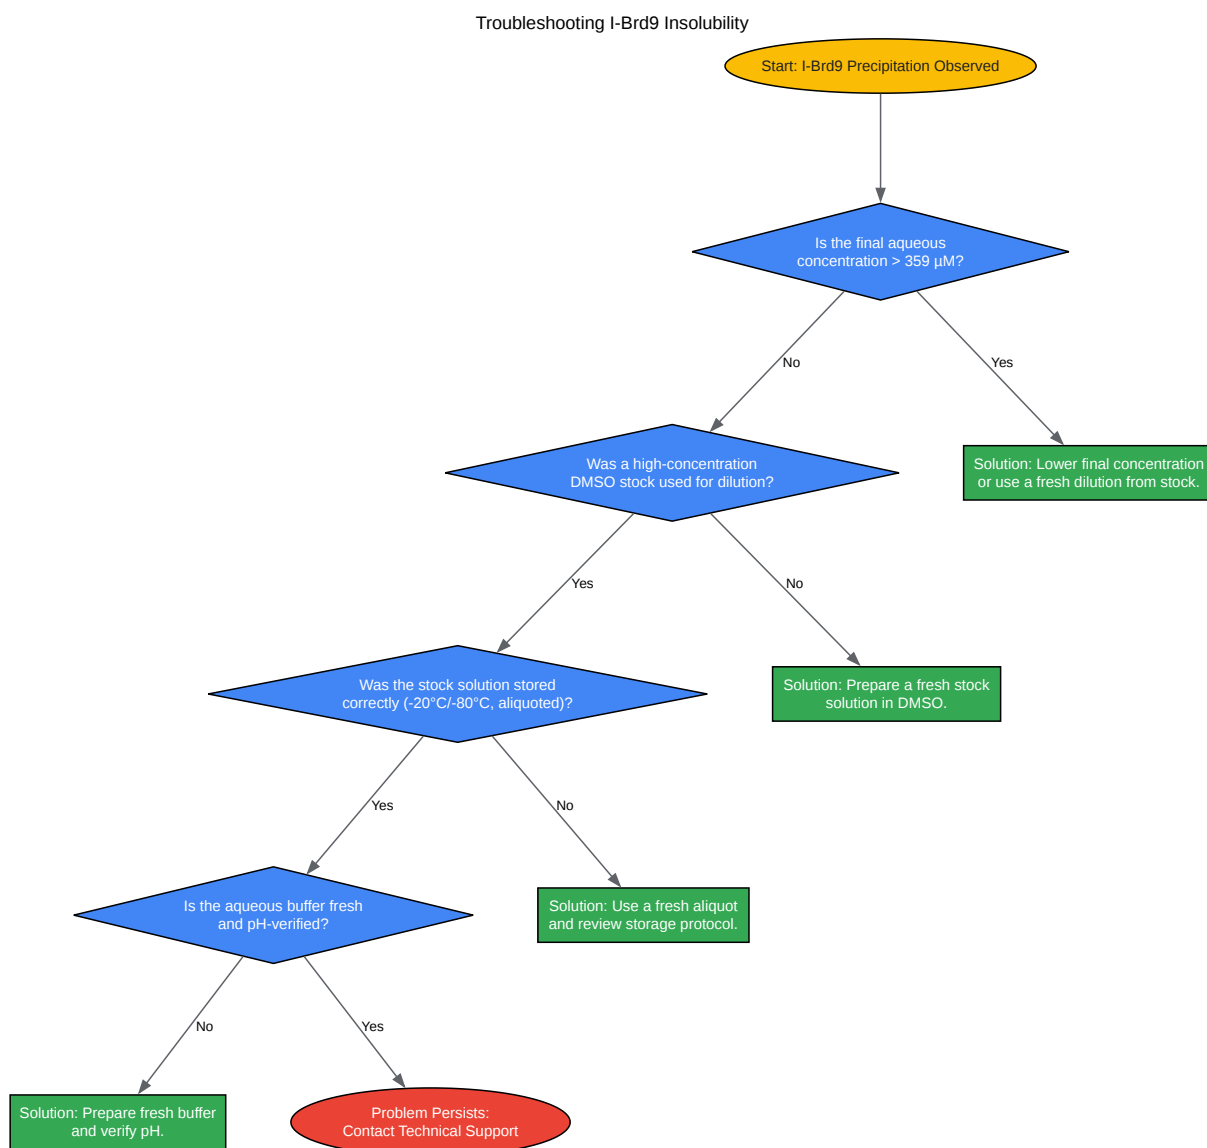 Troubleshooting I-Brd9 Insolubility
Start: I-Brd9 Precipitation Observed
Is the final aqueous
concentration > 359 µM?
No
Yes
Was a high-concentration
DMSO stock used for dilution?
Solution: Lower final concentration
or use a fresh dilution from stock.
Yes
No
Was the stock solution stored
correctly (-20°C/-80°C, aliquoted)?
Solution: Prepare a fresh stock
solution in DMSO.
Yes
No
Is the aqueous buffer fresh
and pH-verified?
Solution: Use a fresh aliquot
and review storage protocol.
No
Yes
Solution: Prepare fresh buffer
and verify pH.
Problem Persists:
Contact Technical Support